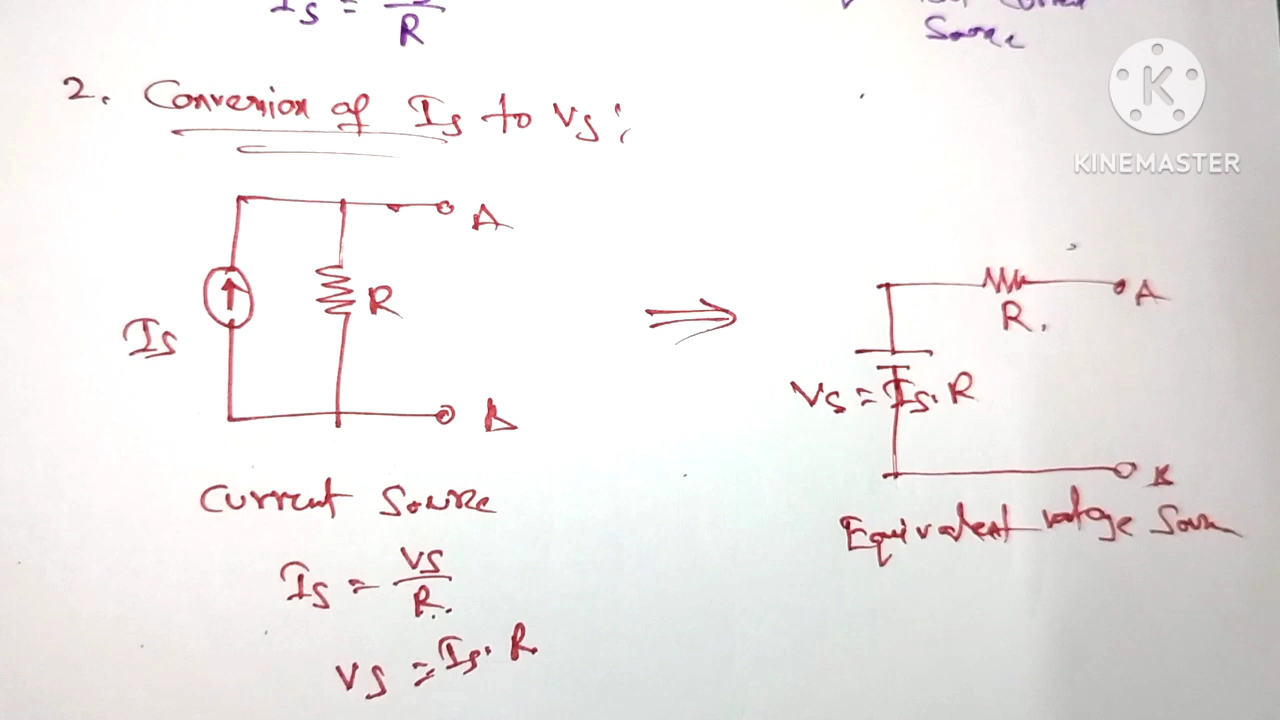 Is =
R
Source
2. Conversion of Is to Vs :
K
KINEMASTER
A
Is
R
B
A
R.
Vs = Is. R
B
Current Source
Equivalent voltage Sour
Is = Vs
R.
Vs = Is. R